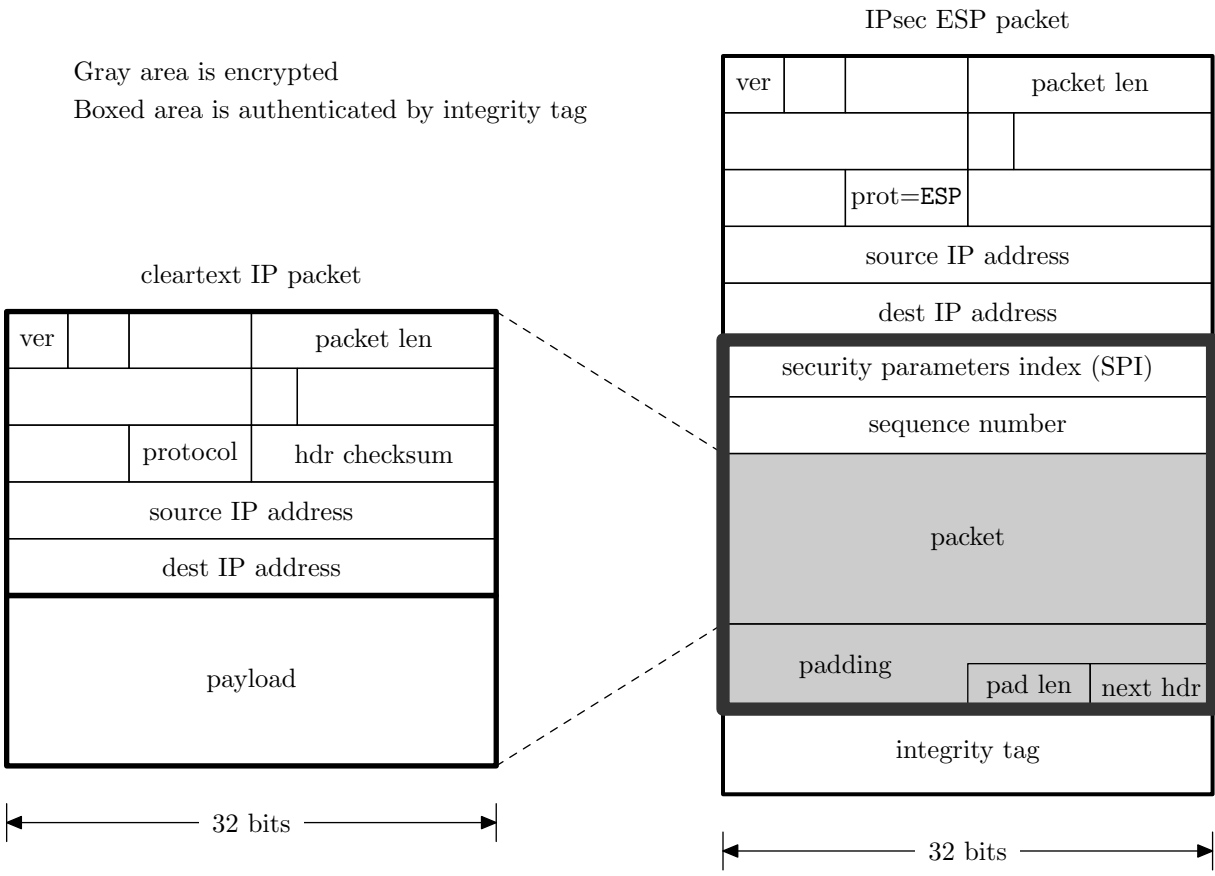 IPsec ESP packet
Gray area is encrypted
Boxed area is authenticated by integrity tag
ver
packet len
prot=ESP
source IP address
dest IP address
security parameters index (SPI)
sequence number
packet
padding
pad len
next hdr
integrity tag
32 bits
cleartext IP packet
ver
packet len
protocol
hdr checksum
source IP address
dest IP address
payload
32 bits